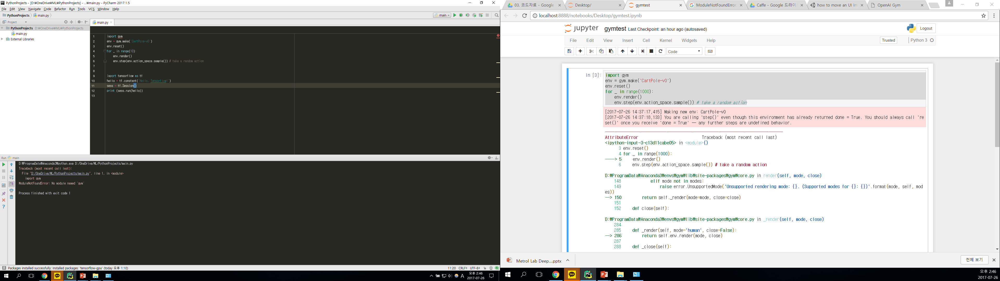 PythonProjects - [D:₩OneDrive₩ML₩PythonProjects] - ...₩main.py - PyCharm 2017.1.5
File Edit View Navigate Code Refactor Run Tools VCS Window Help
PythonProjects main.py
main
Project
main.py
PythonProjects D:₩OneDrive₩ML₩PythonProjects
main.py
External Libraries
1 import gym
2 env = gym.make('CartPole-v0')
3 env.reset()
4 for _ in range(10):
5 env.render()
6 env.step(env.action_space.sample()) # take a random action
7
8
9 import tensorflow as tf
10 hello = tf.constant('Hello, Tensorflow!')
11 sess = tf.Session()
12 print (sess.run(hello))
13
Run main
D:₩ProgramData₩Anaconda3₩python.exe D:/OneDrive/ML/PythonProjects/main.py
Traceback (most recent call last):
File "D:/OneDrive/ML/PythonProjects/main.py", line 1, in <module>
import gym
ModuleNotFoundError: No module named 'gym'
Process finished with exit code 1
Packages installed successfully: Installed packages: 'tensorflow-gpu' (today 오후 1:10)
11:20 CRLF÷ UTF-8÷
A
오후 2:46
2017-07-26
03. 코드자료 - Google
Desktop/
gymtest
ModuleNotFoundError
Caffe - Google 드라이
how to move an UI im
OpenAI Gym
localhost:8888/notebooks/Desktop/gymtest.ipynb
jupyter gymtest Last Checkpoint: an hour ago (autosaved)
Logout
File Edit View Insert Cell Kernel Widgets Help
Trusted Python 3
Code
In [3]: import gym
env = gym.make('CartPole-v0')
env.reset()
for _ in range(1000):
env.render()
env.step(env.action_space.sample()) # take a random action
[2017-07-26 14:37:17,415] Making new env: CartPole-v0
[2017-07-26 14:37:18,133] You are calling 'step()' even though this environment has already returned done = True. You should always call 're
set()' once you receive 'done = True' -- any further steps are undefined behavior.
AttributeError Traceback (most recent call last)
<ipython-input-3-c13d11cabe05> in <module>()
3 env.reset()
4 for _ in range(1000):
----> 5 env.render()
6 env.step(env.action_space.sample()) # take a random action
D:₩ProgramData₩Anaconda3₩envs₩gym₩lib₩site-packages₩gym₩core.py in render(self, mode, close)
148 elif mode not in modes:
149 raise error.UnsupportedMode('Unsupported rendering mode: {}. (Supported modes for {}: {})'.format(mode, self, mod
es))
--> 150 return self._render(mode=mode, close=close)
151
152 def close(self):
D:₩ProgramData₩Anaconda3₩envs₩gym₩lib₩site-packages₩gym₩core.py in _render(self, mode, close)
284
285 def _render(self, mode='human', close=False):
--> 286 return self.env.render(mode, close)
287
288 def _close(self):
Metrol Lab Deep....pptx
전체 보기
오후 2:46
2017-07-26